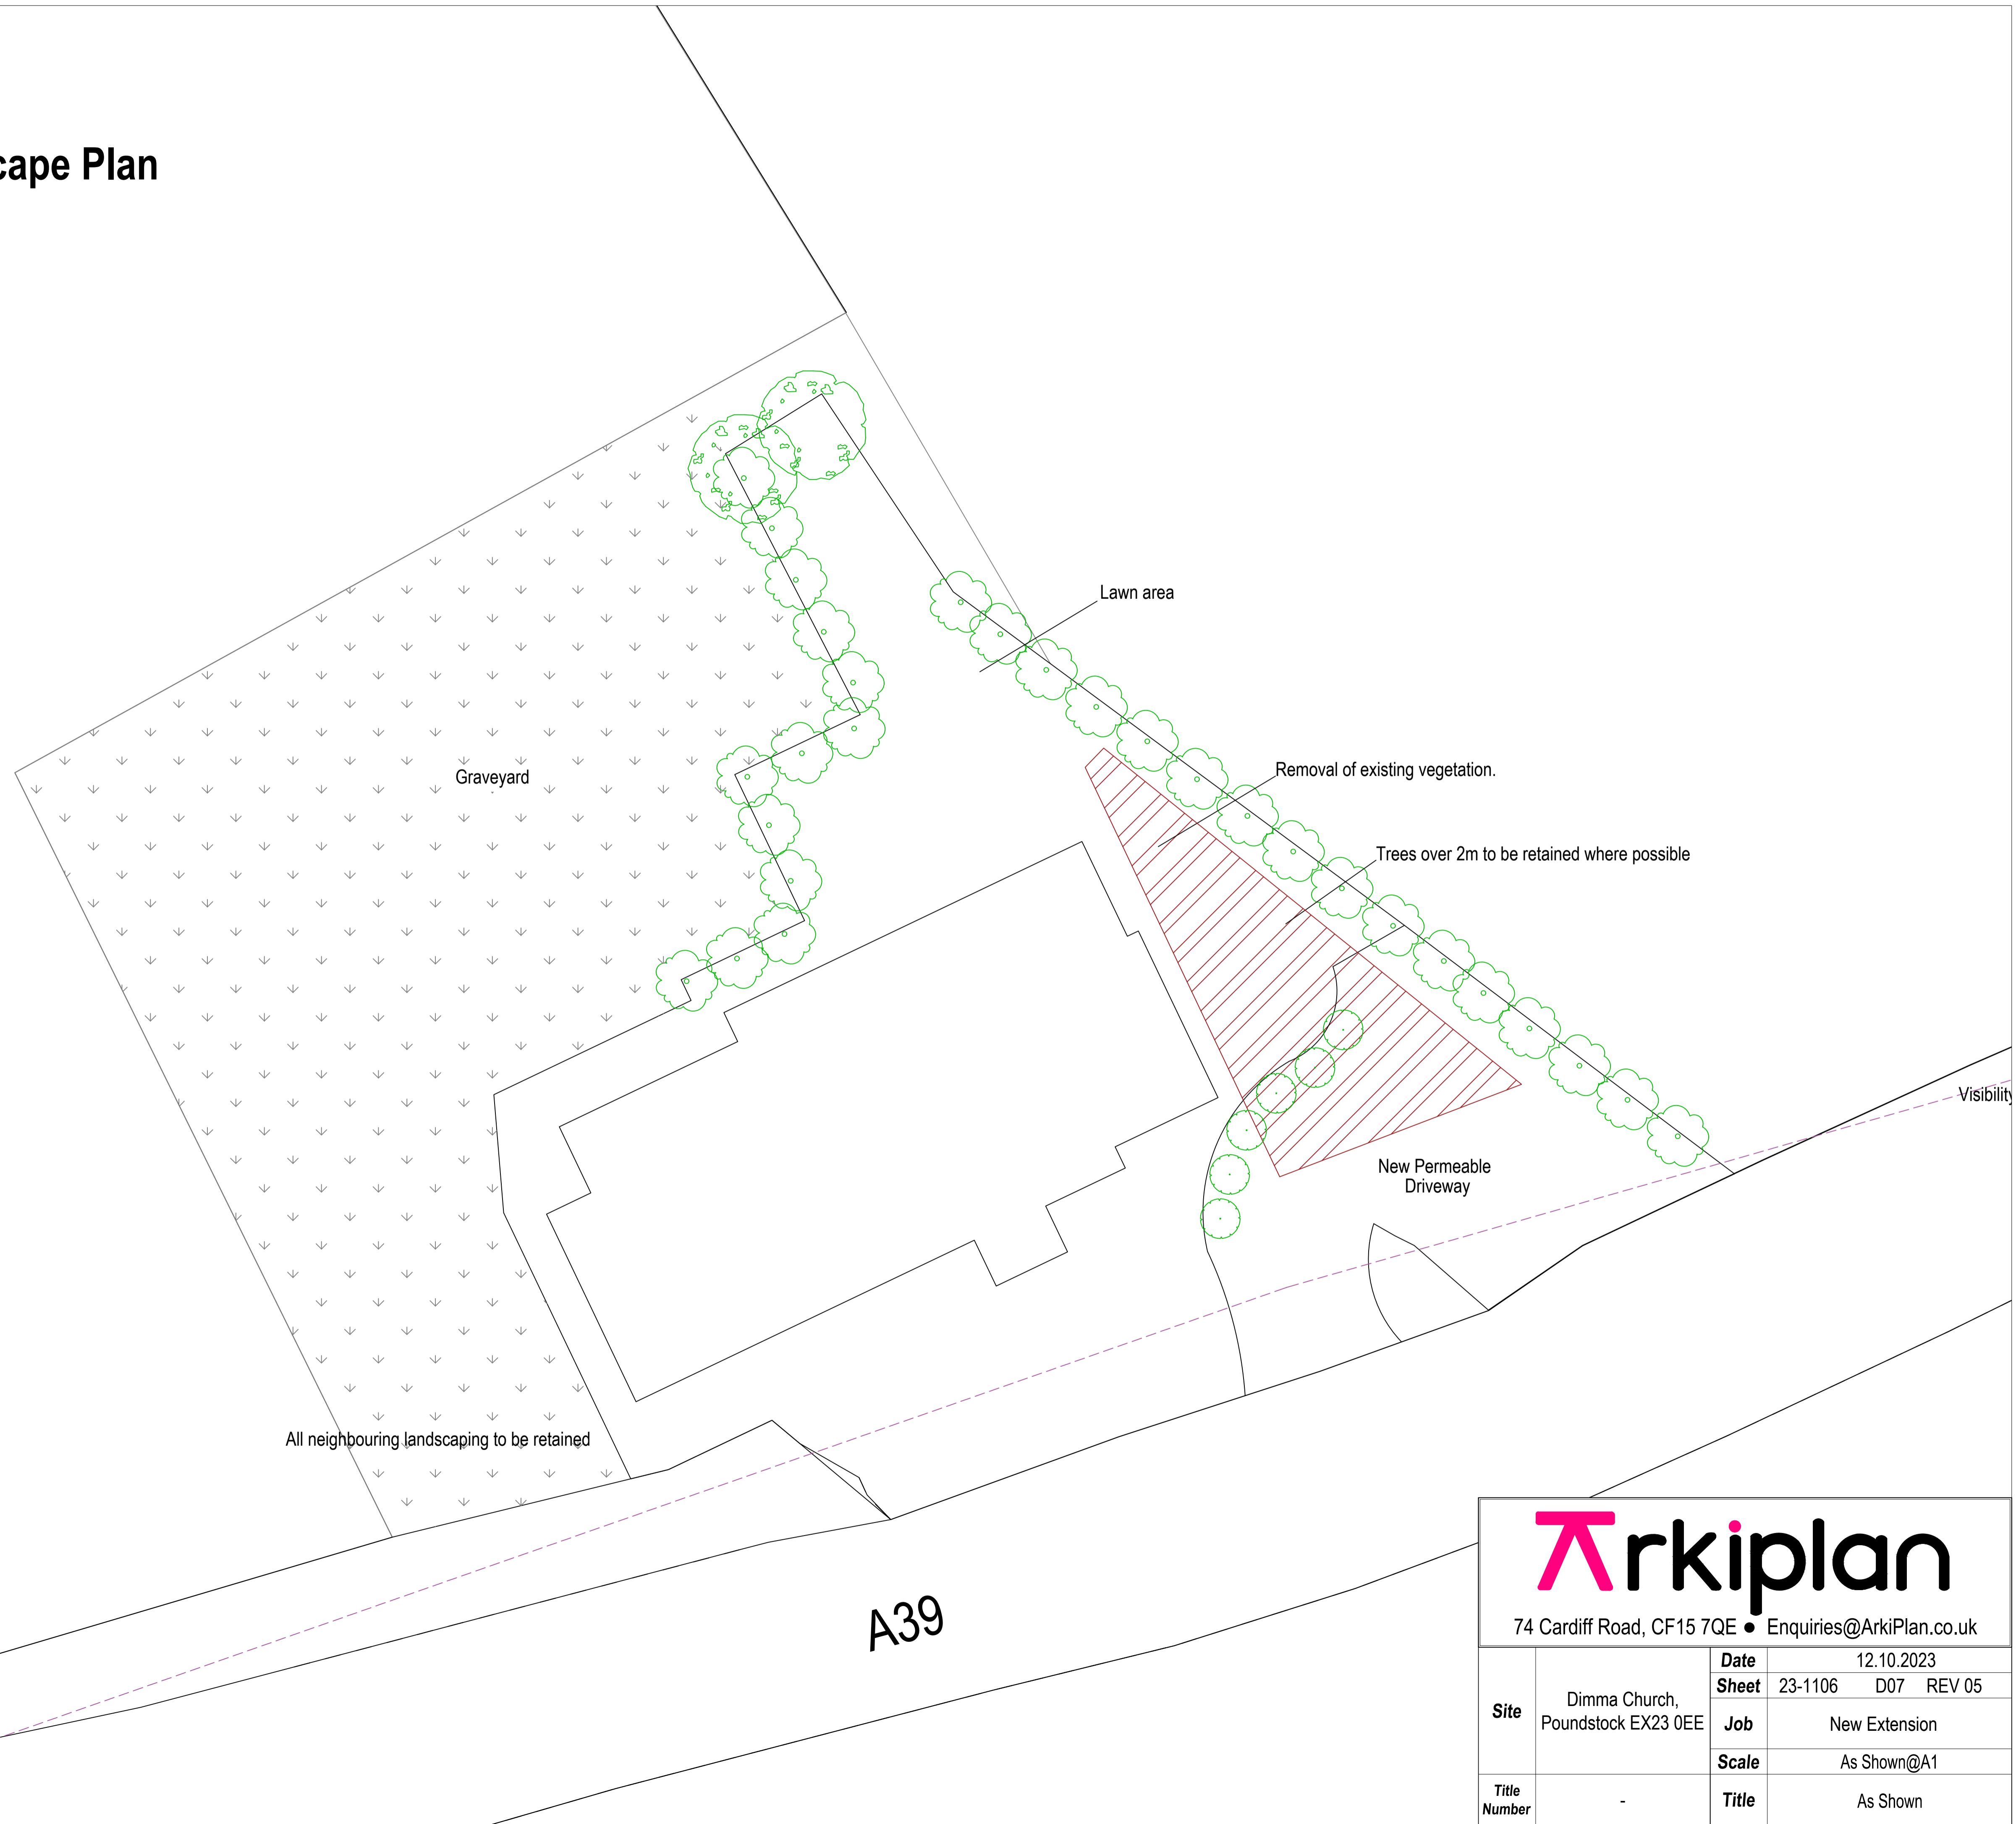 cape Plan
Lawn area
Removal of existing vegetation.
Graveyard
Trees over 2m to be retained where possible
Visibility
New Permeable
Driveway
All neighbouring landscaping to be retained
A39
Arkiplan
74 Cardiff Road, CF15 7QE ● Enquiries@ArkiPlan.co.uk
Site
Dimma Church,
Poundstock EX23 0EE
Date 12.10.2023
Sheet 23-1106 D07 REV 05
Job New Extension
Scale As Shown@A1
Title
Number
-
Title As Shown